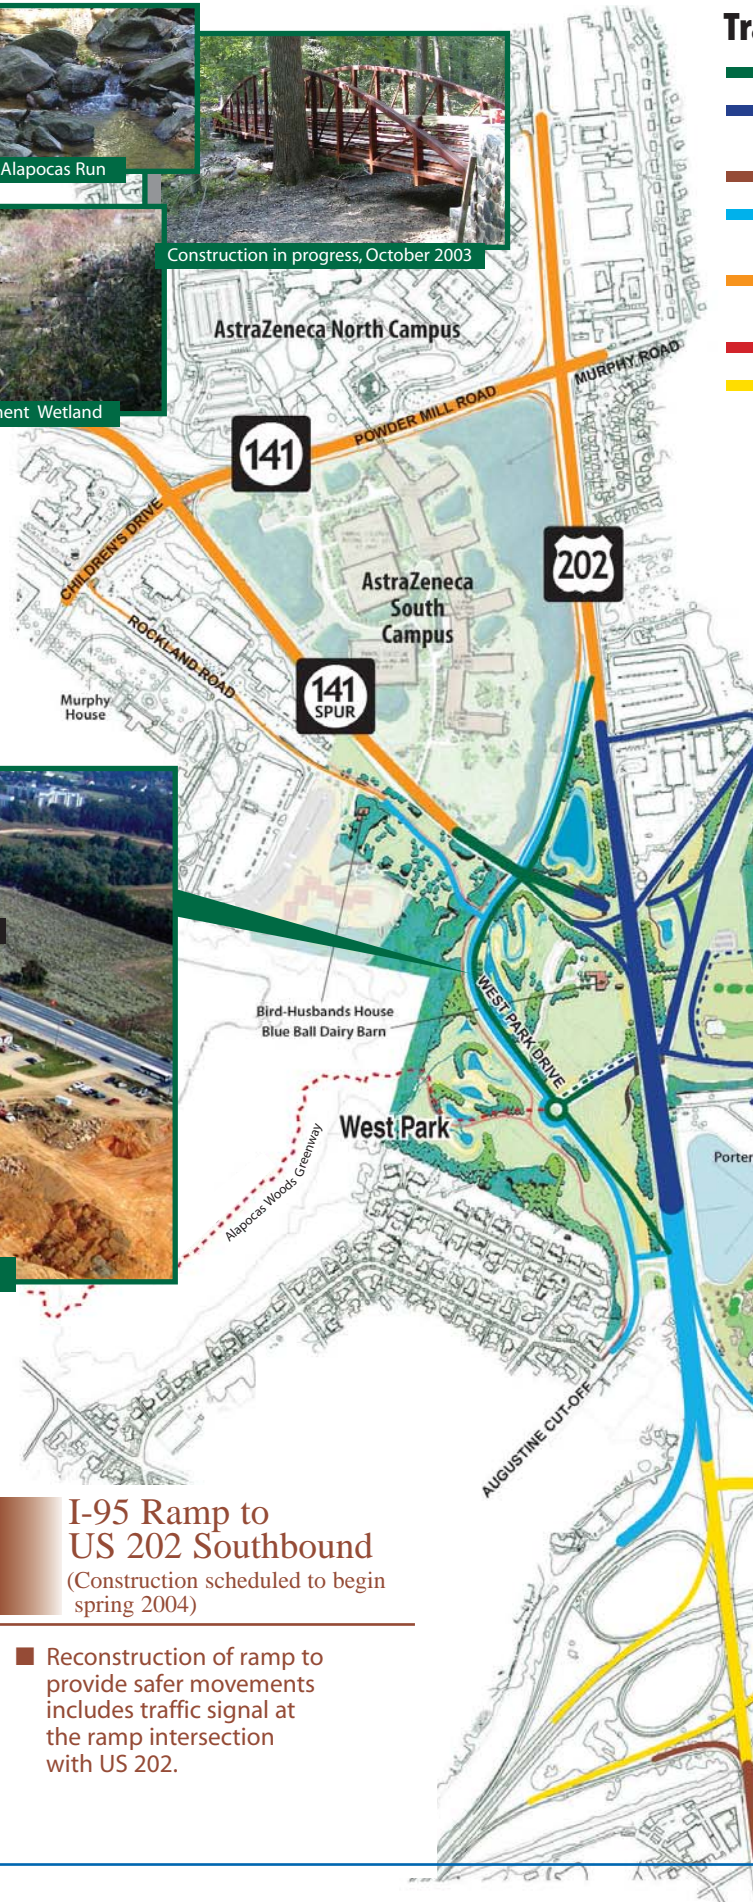 Tra
Alapocas Run
Construction in progress, October 2003
AstraZeneca North Campus
MURPHY ROAD
POWDER MILL ROAD
141
ment Wetland
CHILDREN'S DRIVE
202
AstraZeneca
South
Campus
ROCKLAND ROAD
141
SPUR
Murphy
House
Bird-Husbands House
Blue Ball Dairy Barn
WEST PARK DRIVE
West Park
Alapocas Woods Greenway
Porter
AUGUSTINE CUT-OFF
I-95 Ramp to
US 202 Southbound
(Construction scheduled to begin
spring 2004)
■ Reconstruction of ramp to
provide safer movements
includes traffic signal at
the ramp intersection
with US 202.